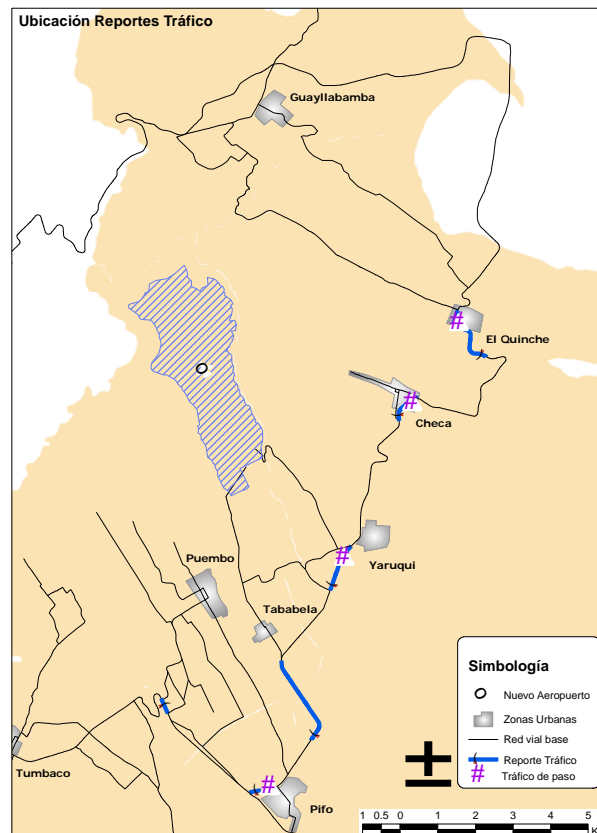 Ubicación Reportes Tráfico
Guayllabamba
#
El Quinche
#
Checa
#
Yaruqui
Puembo
Tababela
Simbología
Nuevo Aeropuerto
Zonas Urbanas
Red vial base
Reporte Tráfico
# Tráfico de paso
Tumbaco
#
Pifo
±
1 0.5 0 1 2 3 4 5
K